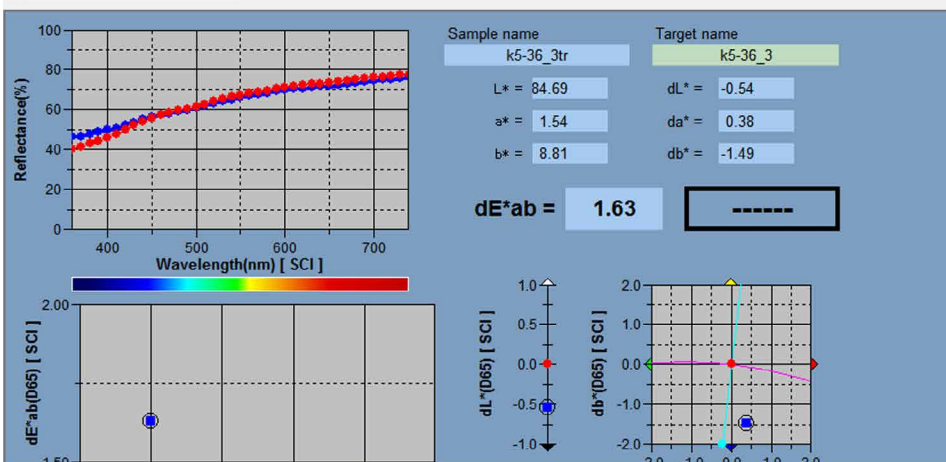 Sample name
Target name
k5-36_3tr
k5-36_3
L* = 84.69
dL* = -0.54
a* = 1.54
da* = 0.38
b* = 8.81
db* = -1.49
dE*ab = 1.63
------
Reflectance(%)
100
80
60
40
20
0
400 500 600 700
Wavelength(nm) [ SCI ]
dE*ab(D65) [ SCI ]
2.00
1.50
dL*(D65) [ SCI ]
1.0
0.5
0.0
-0.5
-1.0
db*(D65) [ SCI ]
2.0
1.0
0.0
-1.0
-2.0